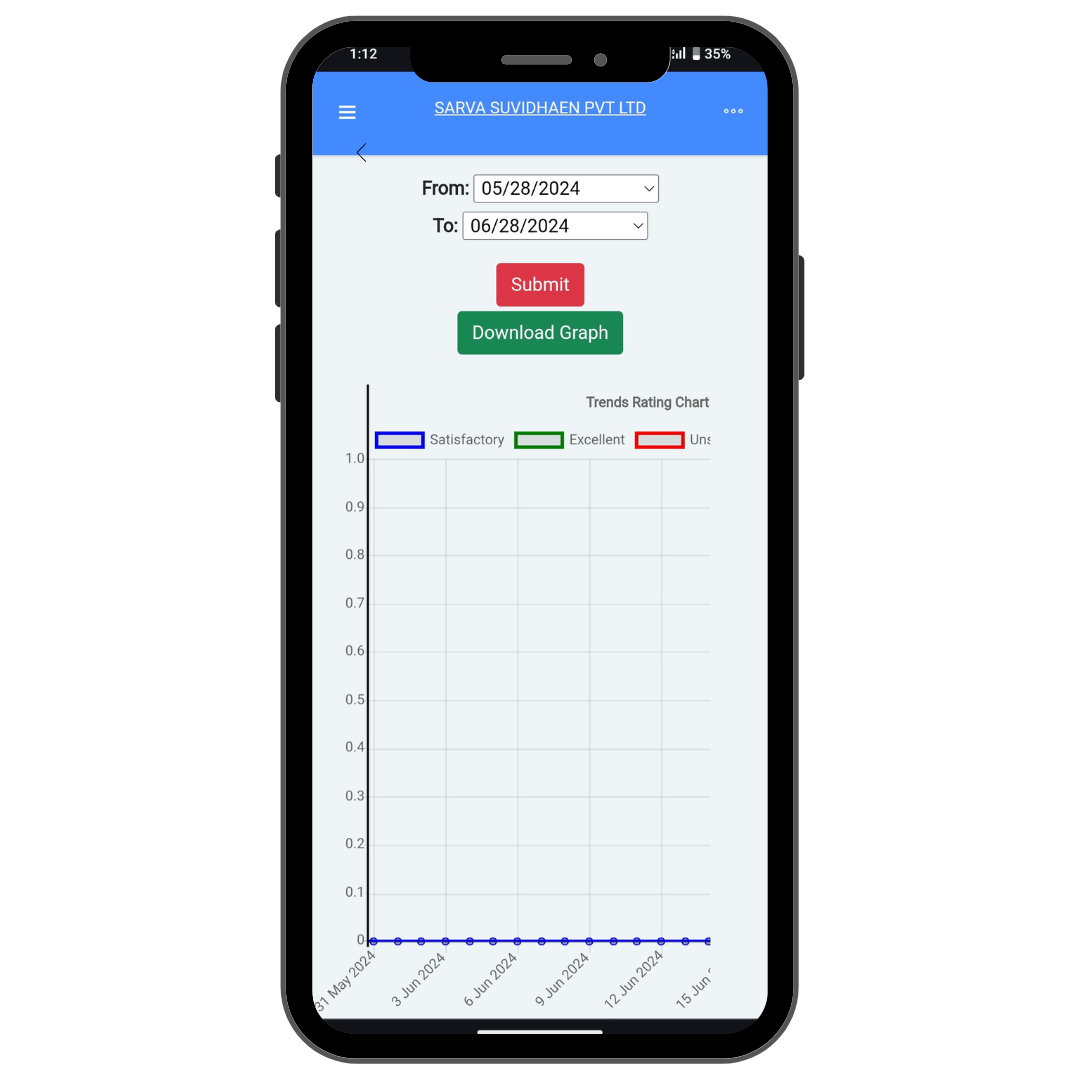 1:12 35%
SARVA SUVIDHAEN PVT LTD
From: 05/28/2024
To: 06/28/2024
Submit
Download Graph
Trends Rating Chart
Satisfactory Excellent Uns
1.0
0.9
0.8
0.7
0.6
0.5
0.4
0.3
0.2
0.1
0
31 May 2024 3 Jun 2024 6 Jun 2024 9 Jun 2024 12 Jun 2024 15 Jun